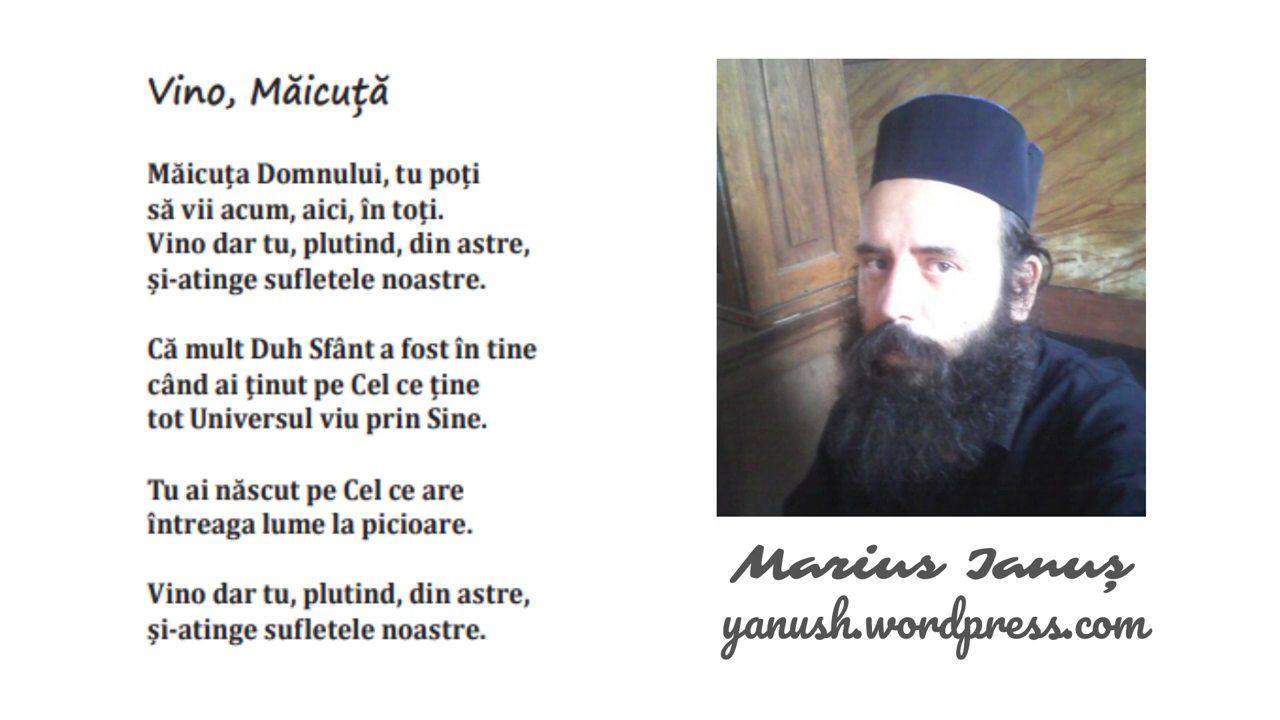 Vino, Măicuță
Măicuța Domnului, tu poți
să vii acum, aici, în toți.
Vino dar tu, plutind, din astre,
și-atinge sufletele noastre.
Că mult Duh Sfânt a fost în tine
când ai ținut pe Cel ce ține
tot Universul viu prin Sine.
Tu ai născut pe Cel ce are
întreaga lume la picioare.
Vino dar tu, plutind, din astre,
și-atinge sufletele noastre.
Marius Ianuș
yanush.wordpress.com